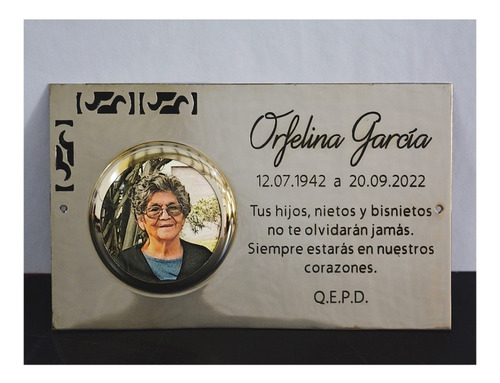 Orfelina García
12.07.1942 a 20.09.2022
Tus hijos, nietos y bisnietos
no te olvidarán jamás.
Siempre estarás en nuestros
corazones.
Q.E.P.D.